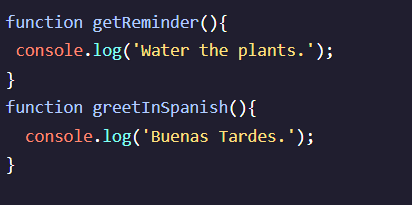 function getReminder(){
 console.log('Water the plants.');
}
function greetInSpanish(){
  console.log('Buenas Tardes.');
}